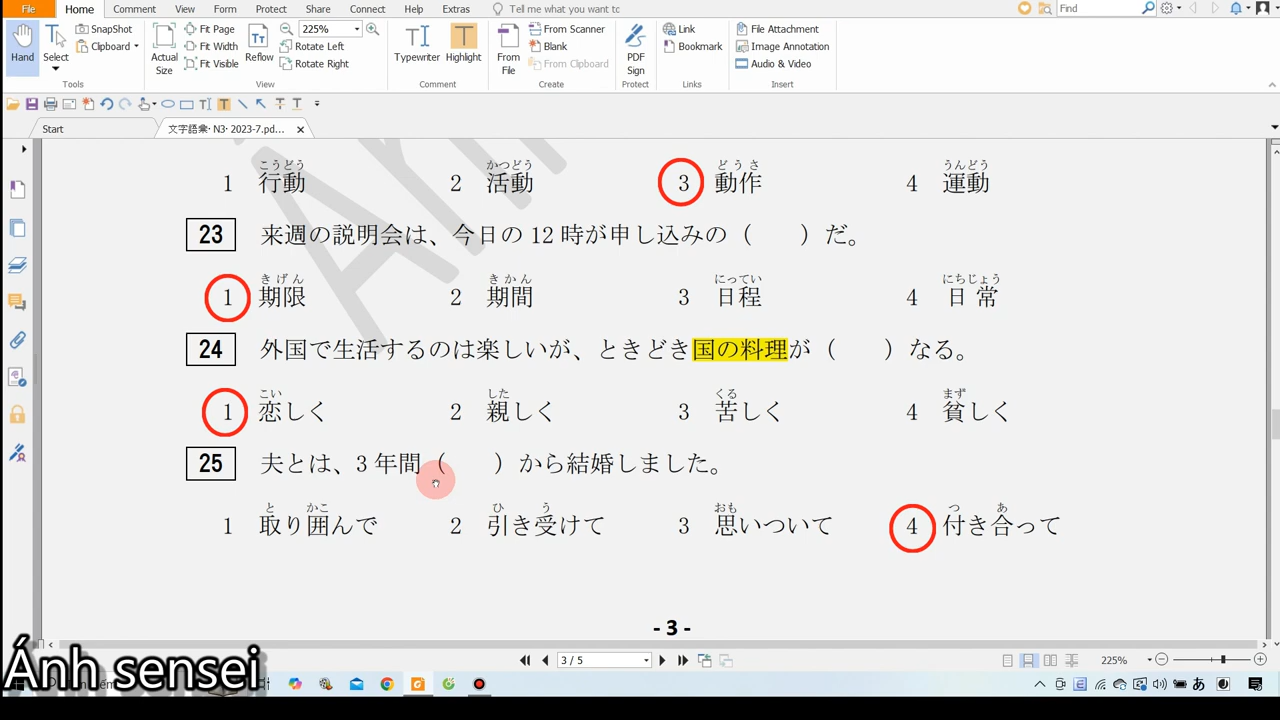 File Home Comment View Form Protect Share Connect Help Extras Tell me what you want to Find
Hand
Select
SnapShot
Clipboard
Tools
Actual Size
Fit Page
Fit Width
Fit Visible
Reflow
225%
Rotate Left
Rotate Right
View
Typewriter
Highlight
Comment
From File
From Scanner
Blank
From Clipboard
Create
PDF Sign
Protect
Link
Bookmark
Links
File Attachment
Image Annotation
Audio & Video
Insert
Start
文字語彙· N3· 2023-7.pd...
こうどう かつどう どうさ うんどう
1 行動 2 活動 3 動作 4 運動
23 来週の説明会は、今日の 12 時が申し込みの（ ）だ。
きげん きかん にってい にちじょう
1 期限 2 期間 3 日程 4 日常
24 外国で生活するのは楽しいが、ときどき国の料理が（ ）なる。
こい した くる まず
1 恋しく 2 親しく 3 苦しく 4 貧しく
25 夫とは、3 年間（ ）から結婚しました。
と かこ ひ う おも つ あ
1 取り囲んで 2 引き受けて 3 思いついて 4 付き合って
- 3 -
3 / 5
225%
Ánh sensei